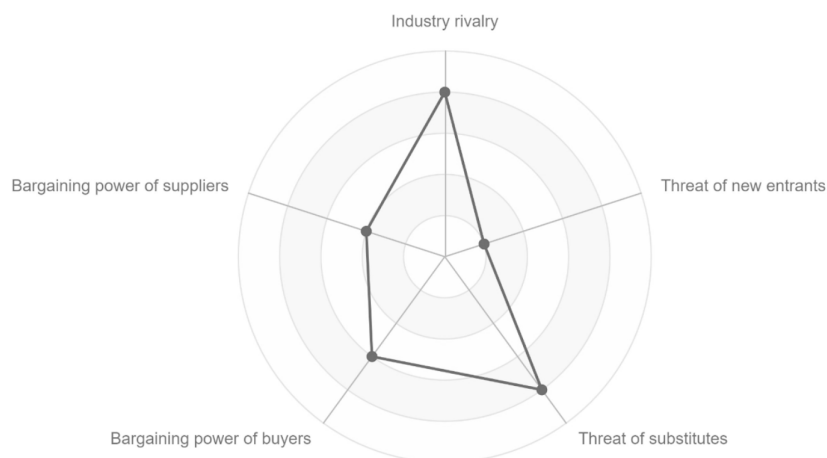 Industry rivalry
Bargaining power of suppliers
Threat of new entrants
Bargaining power of buyers
Threat of substitutes